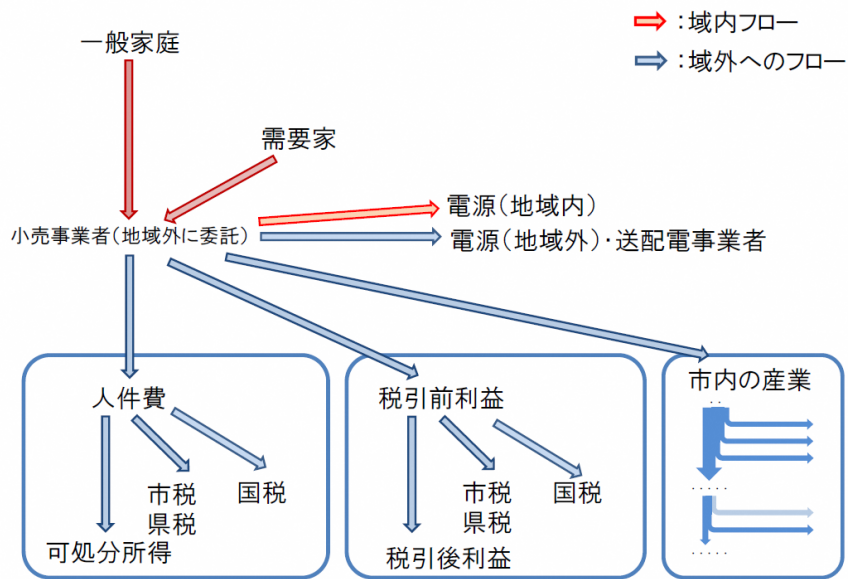 一般家庭
：域内フロー
：域外へのフロー
需要家
電源（地域内）
小売事業者（地域外に委託）
電源（地域外）・送配電事業者
人件費
市税
県税
国税
可処分所得
税引前利益
市税
県税
国税
税引後利益
市内の産業
. .
. . . . .
. . . . .